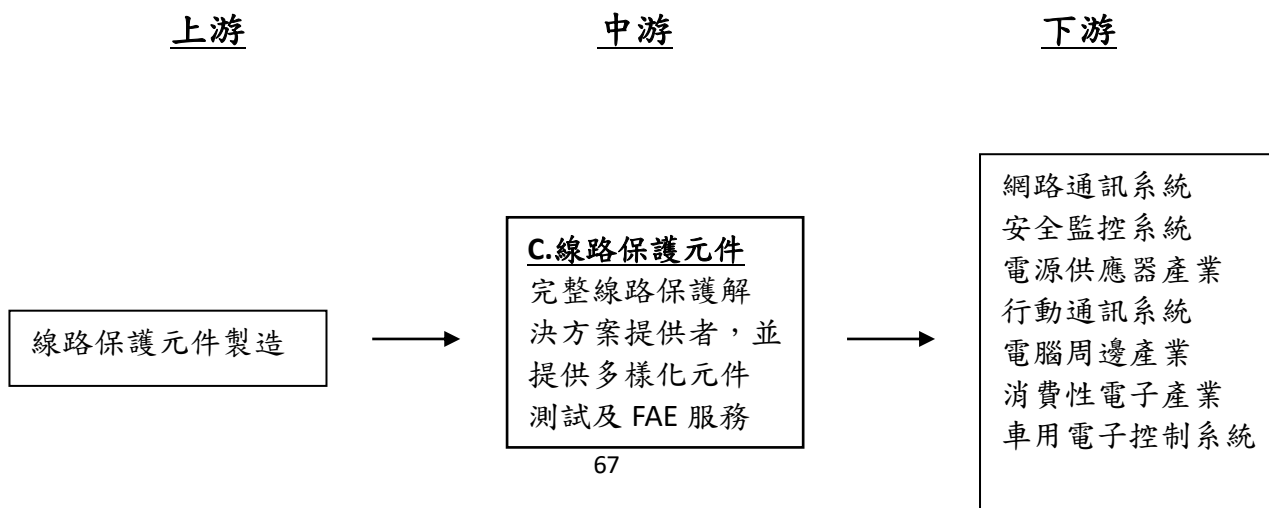 上游
中游
下游
線路保護元件製造
C.線路保護元件
完整線路保護解
決方案提供者，並
提供多樣化元件
測試及 FAE 服務
網路通訊系統
安全監控系統
電源供應器產業
行動通訊系統
電腦周邊產業
消費性電子產業
車用電子控制系統
67